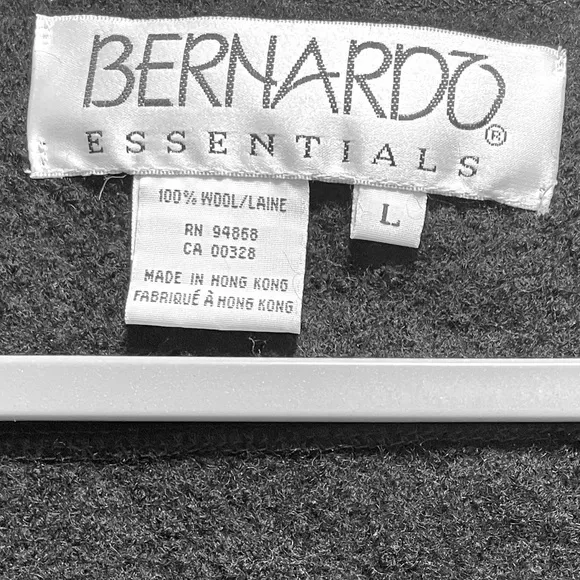 BERNARDO®
ESSENTIALS
100% WOOL/LAINE
RN 94868
CA 00328
MADE IN HONG KONG
FABRIQUÉ À HONG KONG
L